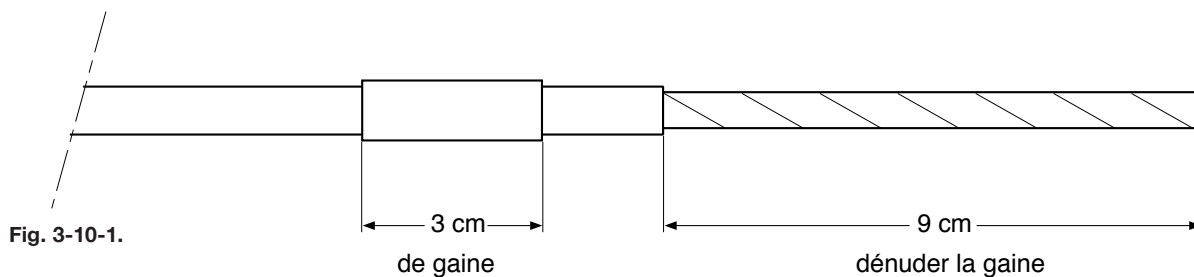 3 cm
9 cm
Fig. 3-10-1.
de gaine
dénuder la gaine